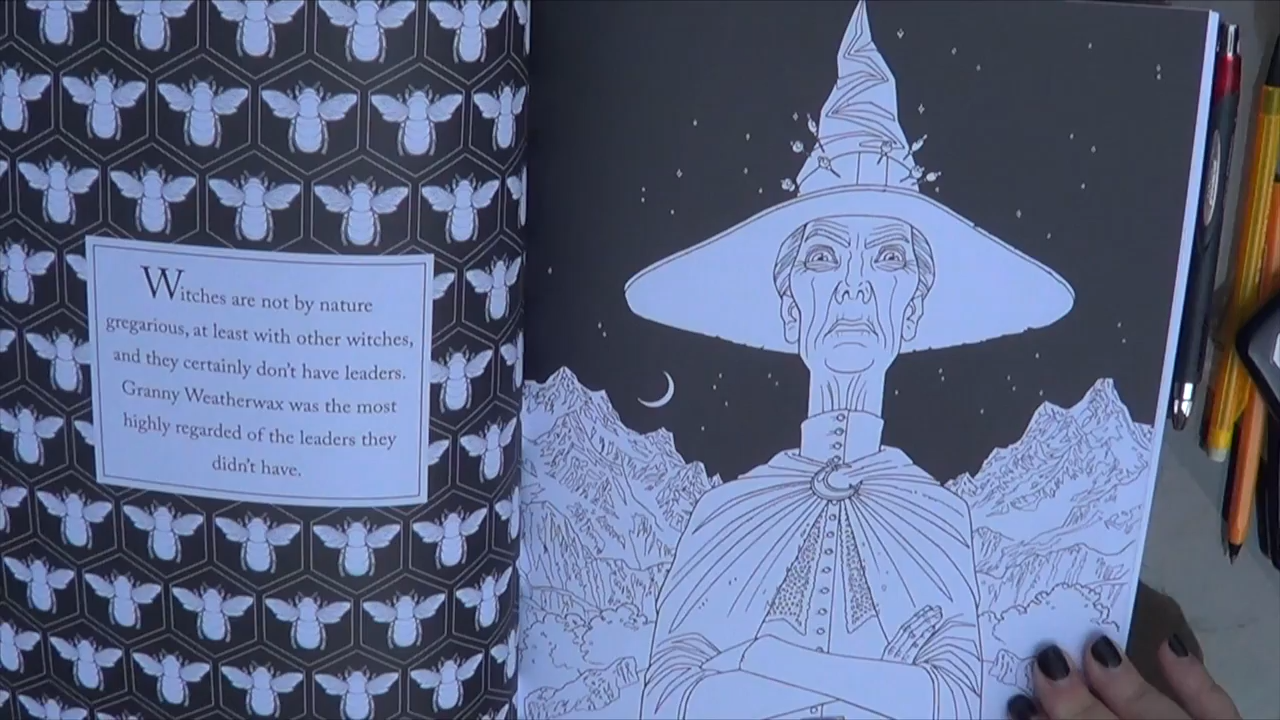 Witches are not by nature
gregarious, at least with other witches,
and they certainly don't have leaders.
Granny Weatherwax was the most
highly regarded of the leaders they
didn't have.